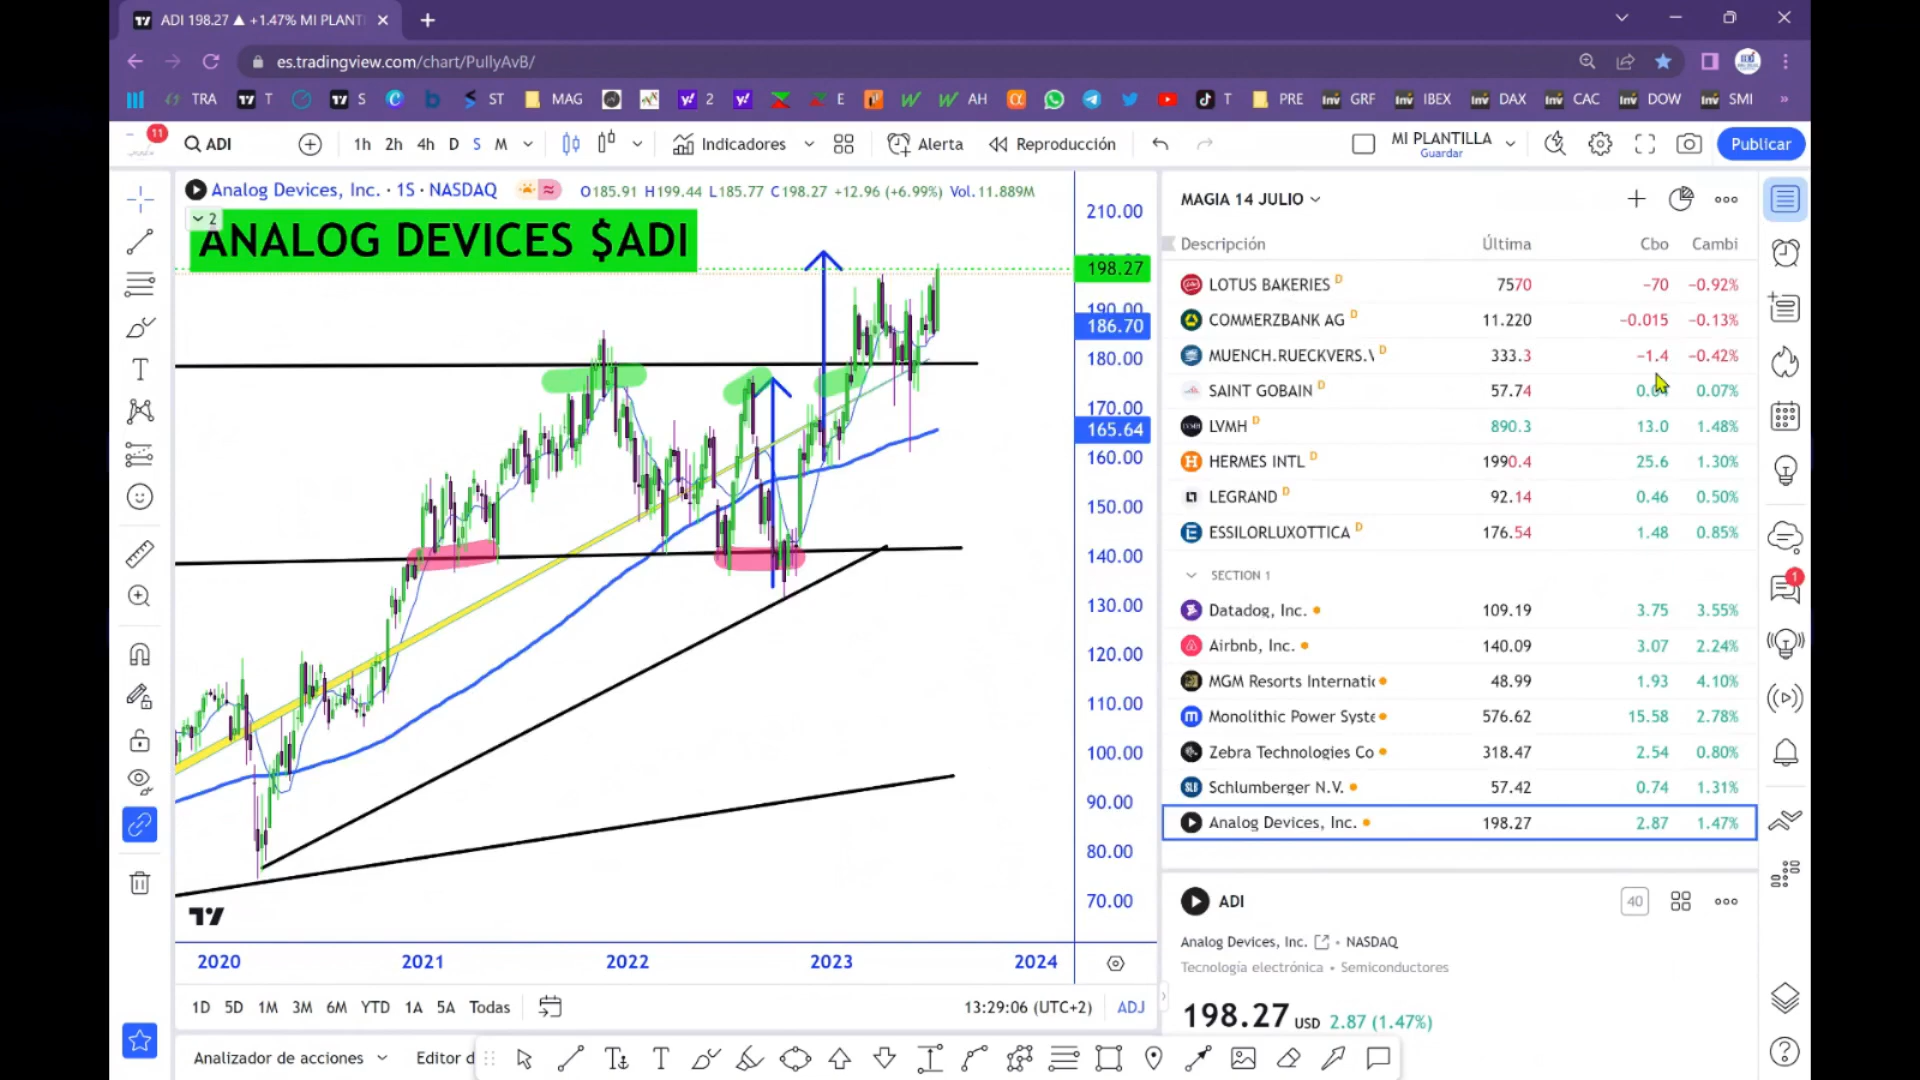 ADI 198.27 ▲ +1.47% MI PLANT
es.tradingview.com/chart/PullyAvB/
TRA T S ST MAG 2 E AH T PRE GRF IBEX DAX CAC DOW SMI »
11
ADI 1h 2h 4h D S M Indicadores Alerta Reproducción MI PLANTILLA Publicar
Guardar
Analog Devices, Inc. · 1S · NASDAQ O185.91 H199.44 L185.77 C198.27 +12.96 (+6.99%) Vol.11.889M
2
ANALOG DEVICES $ADI
210.00
198.27
190.00
186.70
180.00
170.00
165.64
160.00
150.00
140.00
130.00
120.00
110.00
100.00
90.00
80.00
70.00
2020 2021 2022 2023 2024
1D 5D 1M 3M 6M YTD 1A 5A Todas 13:29:06 (UTC+2) ADJ
Analizador de acciones Editor d
MAGIA 14 JULIO
Descripción Última Cbo Cambi
LOTUS BAKERIES D 7570 −70 −0.92%
COMMERZBANK AG D 11.220 −0.015 −0.13%
MUENCH.RUECKVERS.V D 333.3 −1.4 −0.42%
SAINT GOBAIN D 57.74 0.07%
LVMH D 890.3 13.0 1.48%
HERMES INTL D 1990.4 25.6 1.30%
LEGRAND D 92.14 0.46 0.50%
ESSILORLUXOTTICA D 176.54 1.48 0.85%
SECTION 1
Datadog, Inc. 109.19 3.75 3.55%
Airbnb, Inc. 140.09 3.07 2.24%
MGM Resorts Internatic 48.99 1.93 4.10%
Monolithic Power Syste 576.62 15.58 2.78%
Zebra Technologies Co 318.47 2.54 0.80%
Schlumberger N.V. 57.42 0.74 1.31%
Analog Devices, Inc. 198.27 2.87 1.47%
ADI 40
Analog Devices, Inc. • NASDAQ
Tecnología electrónica • Semiconductores
198.27 USD 2.87 (1.47%)
1